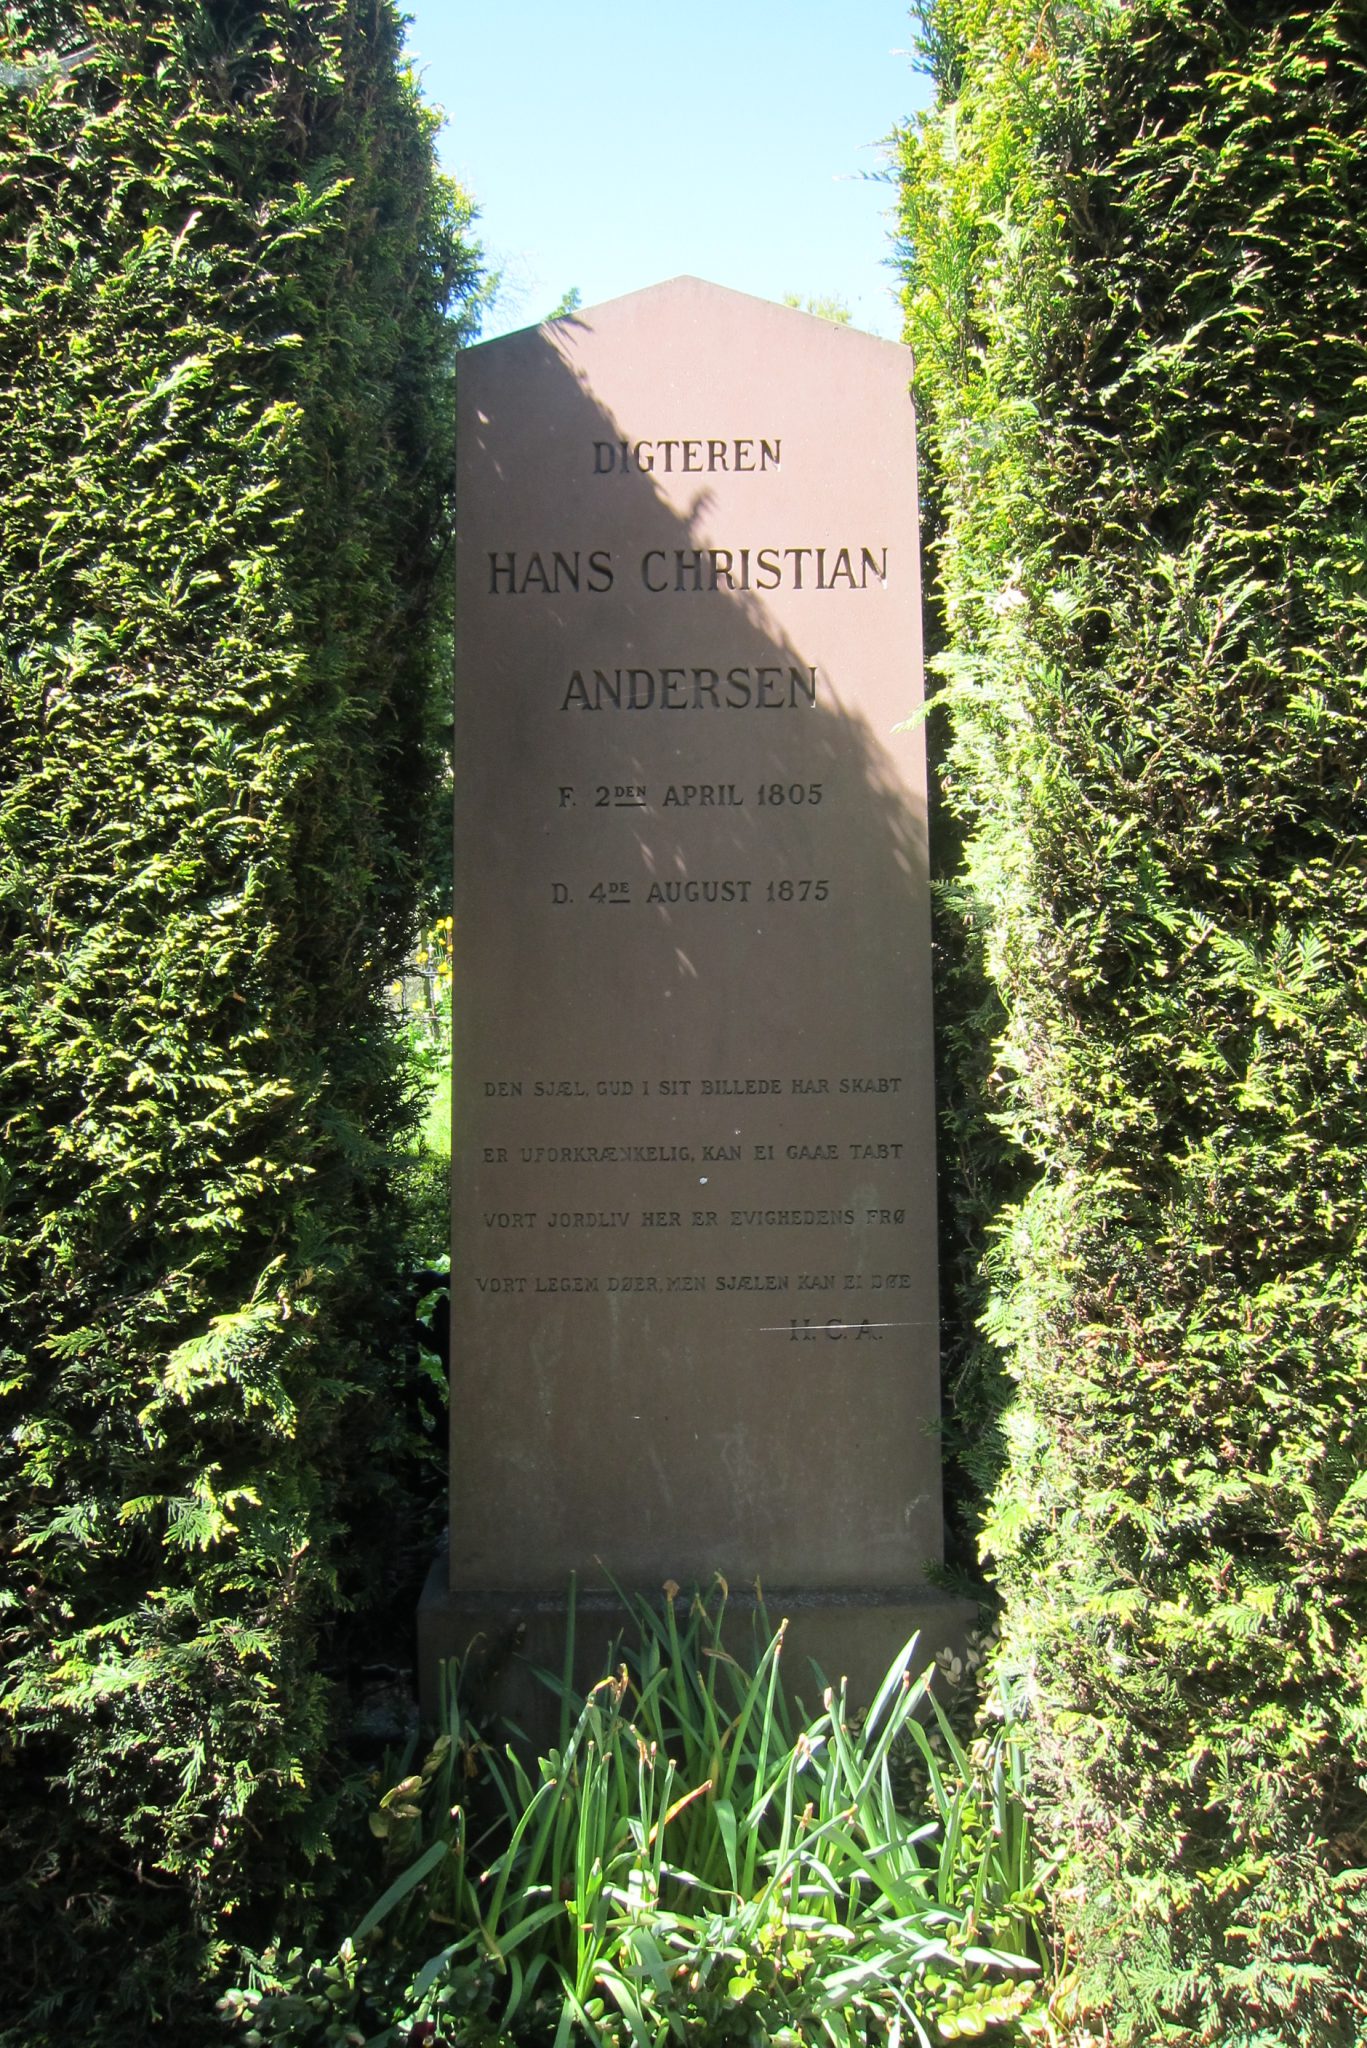 DIGTEREN
HANS CHRISTIAN
ANDERSEN
F. 2DEN APRIL 1805
D. 4DE AUGUST 1875
DEN SJÆL, GUD I SIT BILLEDE HAR SKABT
ER UFORKRÆNKELIG, KAN EI GAAE TABT
VORT JORDLIV HER ER EVIGHEDENS FRØ
VORT LEGEM DØER, MEN SJÆLEN KAN EI DØE
H. C. A.